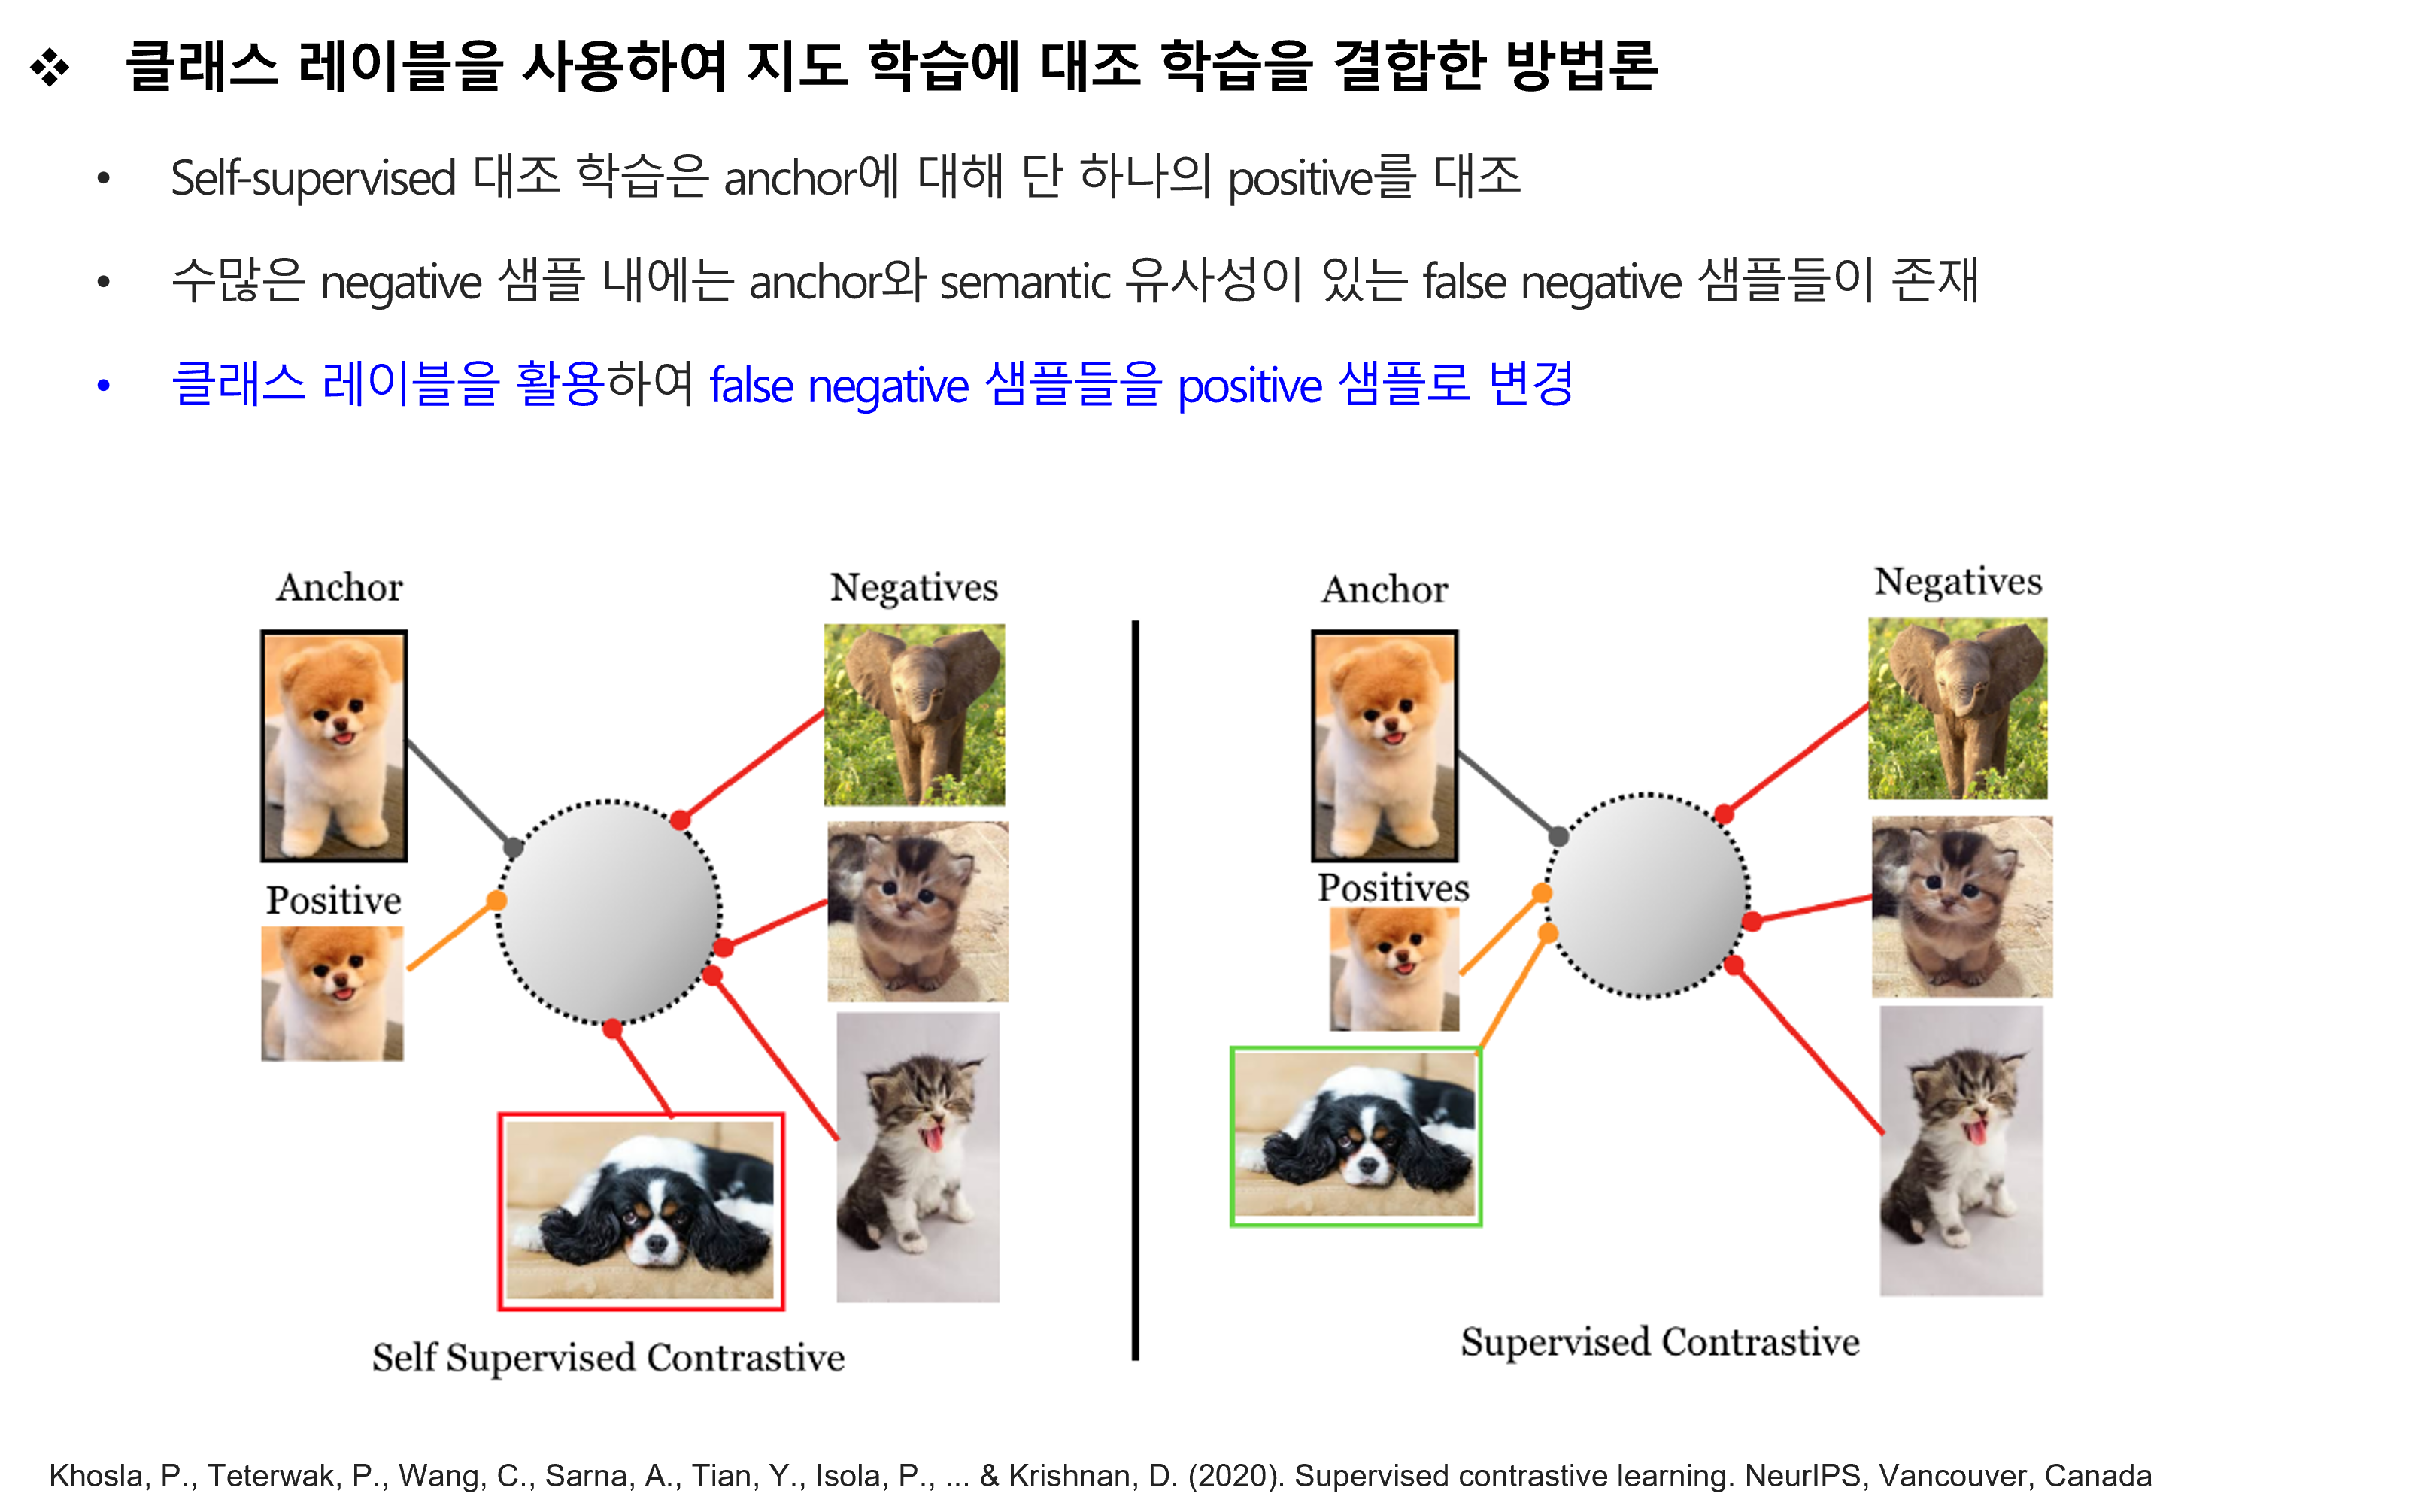 ❖ 클래스 레이블을 사용하여 지도 학습에 대조 학습을 결합한 방법론
• Self-supervised 대조 학습은 anchor에 대해 단 하나의 positive를 대조
• 수많은 negative 샘플 내에는 anchor와 semantic 유사성이 있는 false negative 샘플들이 존재
• 클래스 레이블을 활용하여 false negative 샘플들을 positive 샘플로 변경
Anchor
Negatives
Positive
Self Supervised Contrastive
Anchor
Negatives
Positives
Supervised Contrastive
Khosla, P., Teterwak, P., Wang, C., Sarna, A., Tian, Y., Isola, P., ... & Krishnan, D. (2020). Supervised contrastive learning. NeurIPS, Vancouver, Canada